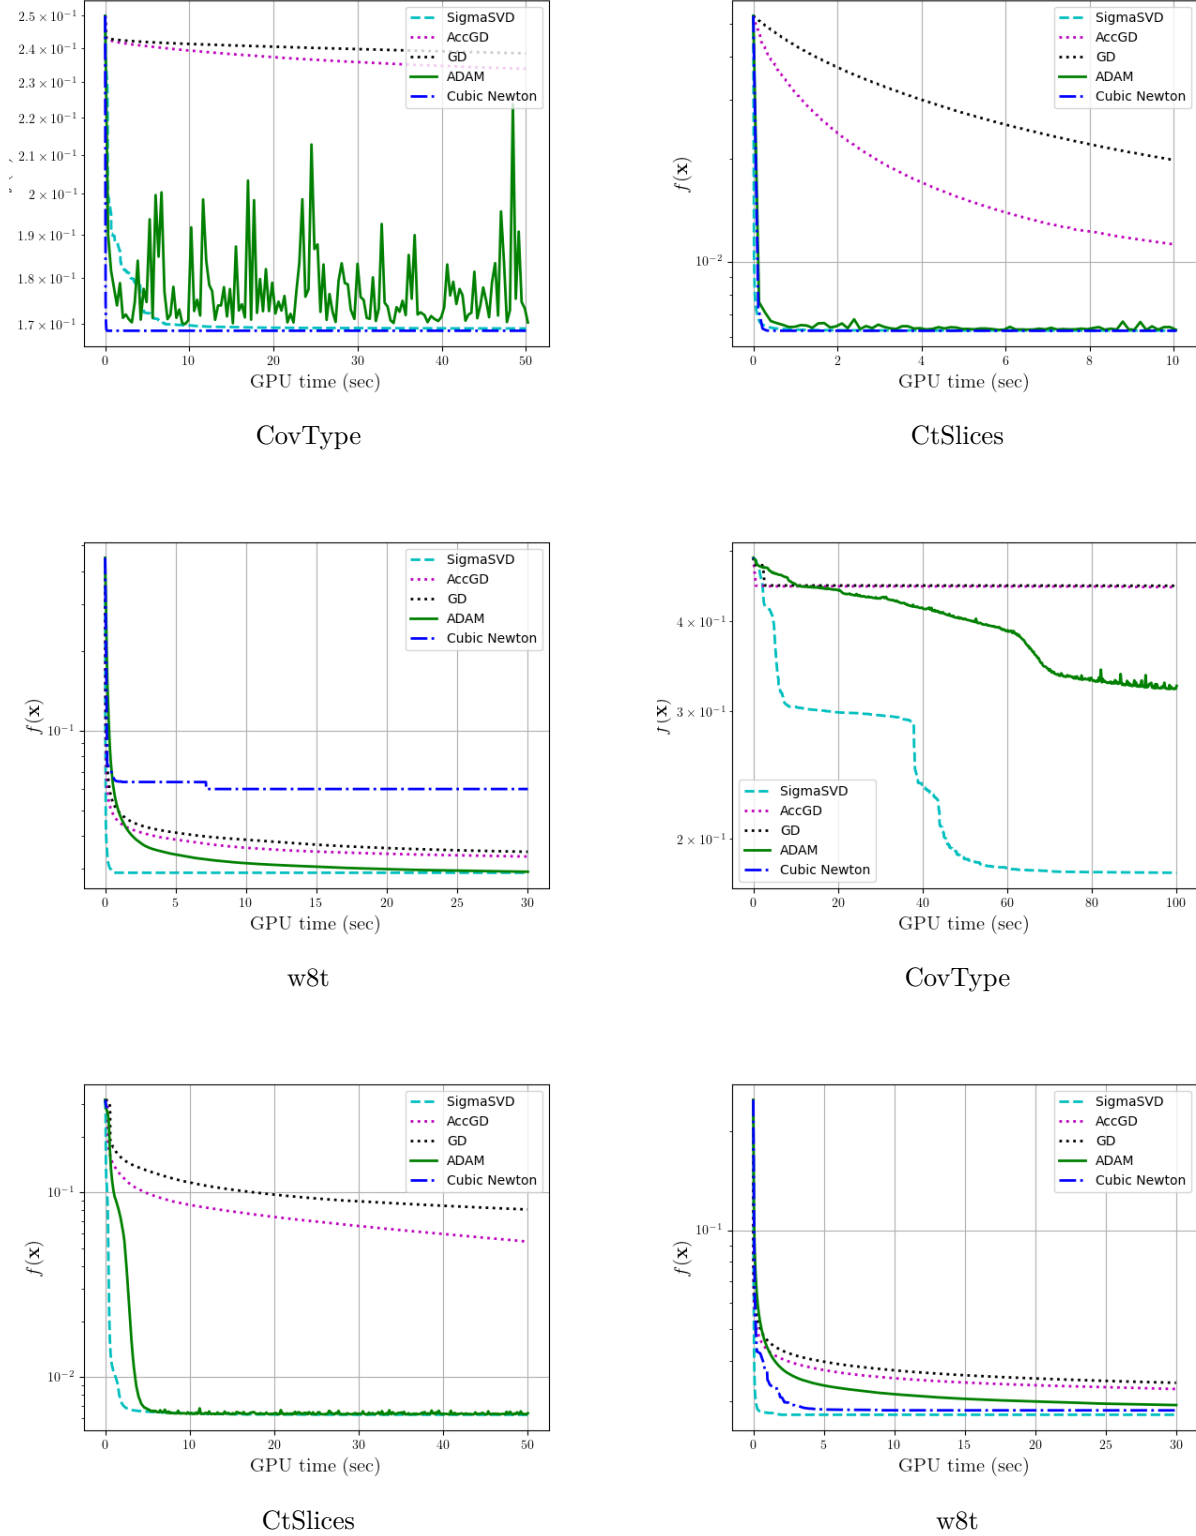 2.5 × 10⁻¹
2.4 × 10⁻¹
2.3 × 10⁻¹
2.2 × 10⁻¹
2.1 × 10⁻¹
2 × 10⁻¹
1.9 × 10⁻¹
1.8 × 10⁻¹
1.7 × 10⁻¹
SigmaSVD
AccGD
GD
ADAM
Cubic Newton
0 10 20 30 40 50
GPU time (sec)
CovType
f(x)
10⁻²
SigmaSVD
AccGD
GD
ADAM
Cubic Newton
0 2 4 6 8 10
GPU time (sec)
CtSlices
f(x)
10⁻¹
SigmaSVD
AccGD
GD
ADAM
Cubic Newton
0 5 10 15 20 25 30
GPU time (sec)
w8t
f(x)
4 × 10⁻¹
3 × 10⁻¹
2 × 10⁻¹
SigmaSVD
AccGD
GD
ADAM
Cubic Newton
0 20 40 60 80 100
GPU time (sec)
CovType
f(x)
10⁻¹
10⁻²
SigmaSVD
AccGD
GD
ADAM
Cubic Newton
0 10 20 30 40 50
GPU time (sec)
CtSlices
f(x)
10⁻¹
SigmaSVD
AccGD
GD
ADAM
Cubic Newton
0 5 10 15 20 25 30
GPU time (sec)
w8t